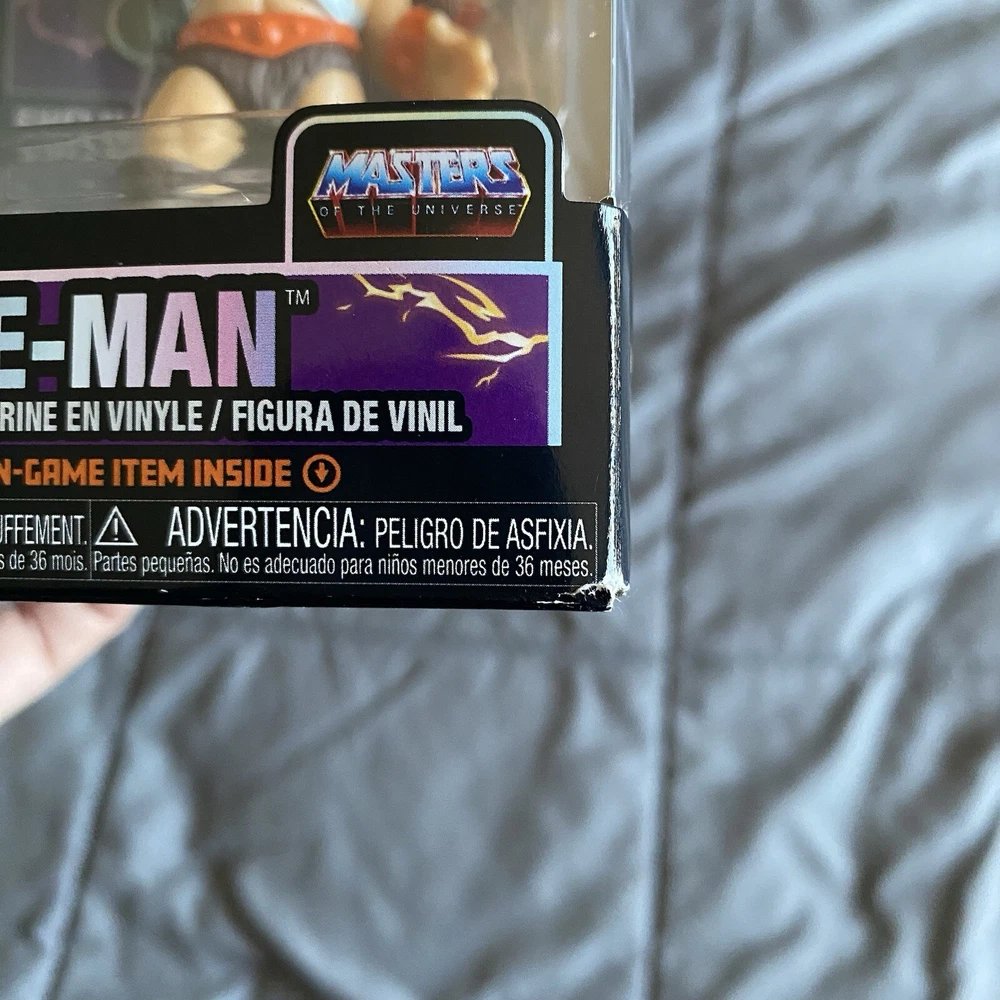 MASTERS
OF THE UNIVERSE™
E-MAN™
RINE EN VINYLE / FIGURA DE VINIL
N-GAME ITEM INSIDE
UFFEMENT.
s de 36 mois.
ADVERTENCIA: PELIGRO DE ASFIXIA.
Partes pequeñas. No es adecuado para niños menores de 36 meses.